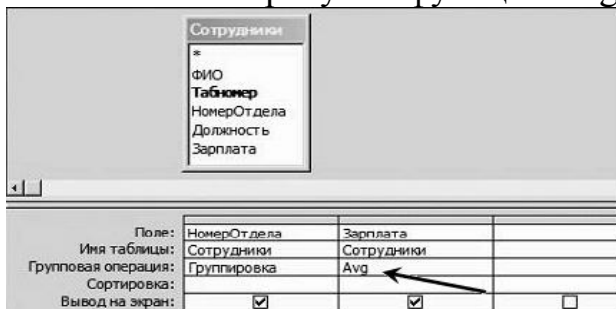 Сотрудники
*
ФИО
Табномер
НомерОтдела
Должность
Зарплата
Поле: НомерОтдела Зарплата
Имя таблицы: Сотрудники Сотрудники
Групповая операция: Группировка Avg
Сортировка:
Вывод на экран: